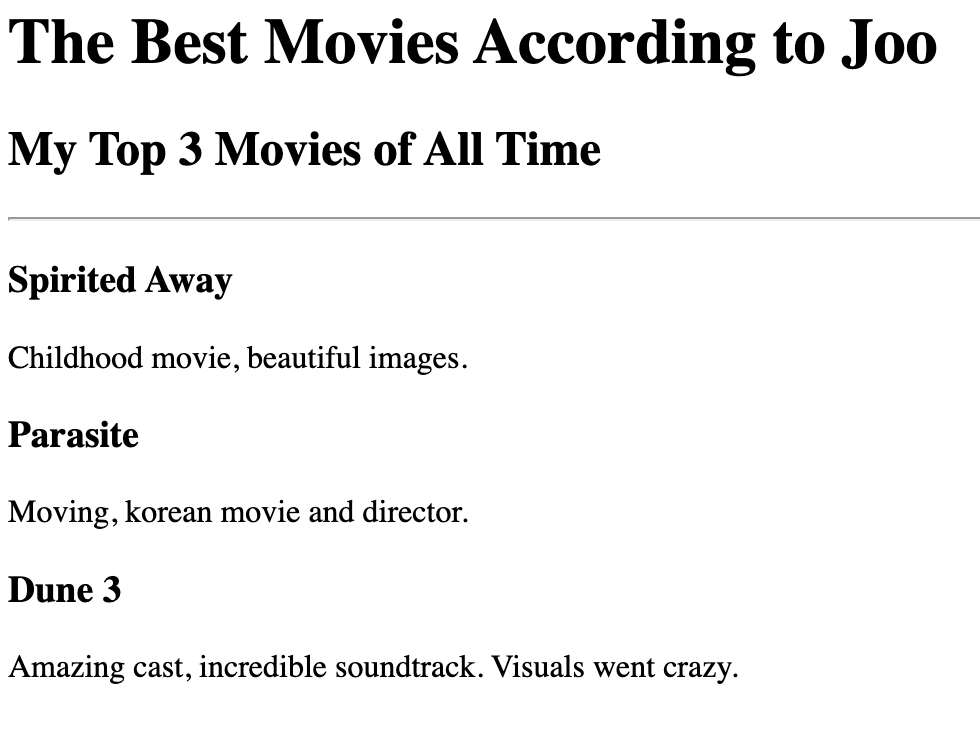 The Best Movies According to Joo
My Top 3 Movies of All Time
Spirited Away
Childhood movie, beautiful images.
Parasite
Moving, korean movie and director.
Dune 3
Amazing cast, incredible soundtrack. Visuals went crazy.